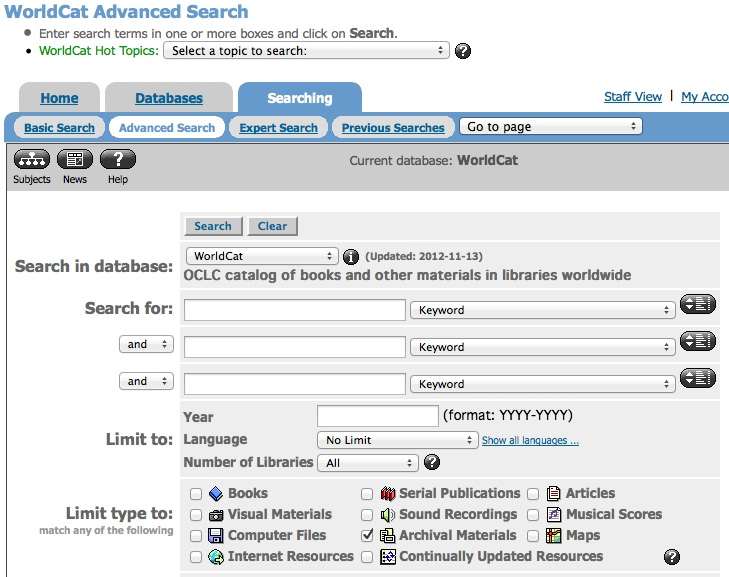 WorldCat Advanced Search
Enter search terms in one or more boxes and click on Search.
WorldCat Hot Topics: Select a topic to search: ?
Home Databases Searching Staff View | My Acco
Basic Search Advanced Search Expert Search Previous Searches Go to page
Subjects News Help Current database: WorldCat
Search Clear
Search in database: WorldCat (Updated: 2012-11-13)
OCLC catalog of books and other materials in libraries worldwide
Search for: Keyword
and Keyword
and Keyword
Limit to: Year (format: YYYY-YYYY)
Language No Limit Show all languages ...
Number of Libraries All ?
Limit type to: match any of the following
Books Serial Publications Articles
Visual Materials Sound Recordings Musical Scores
Computer Files Archival Materials Maps
Internet Resources Continually Updated Resources ?